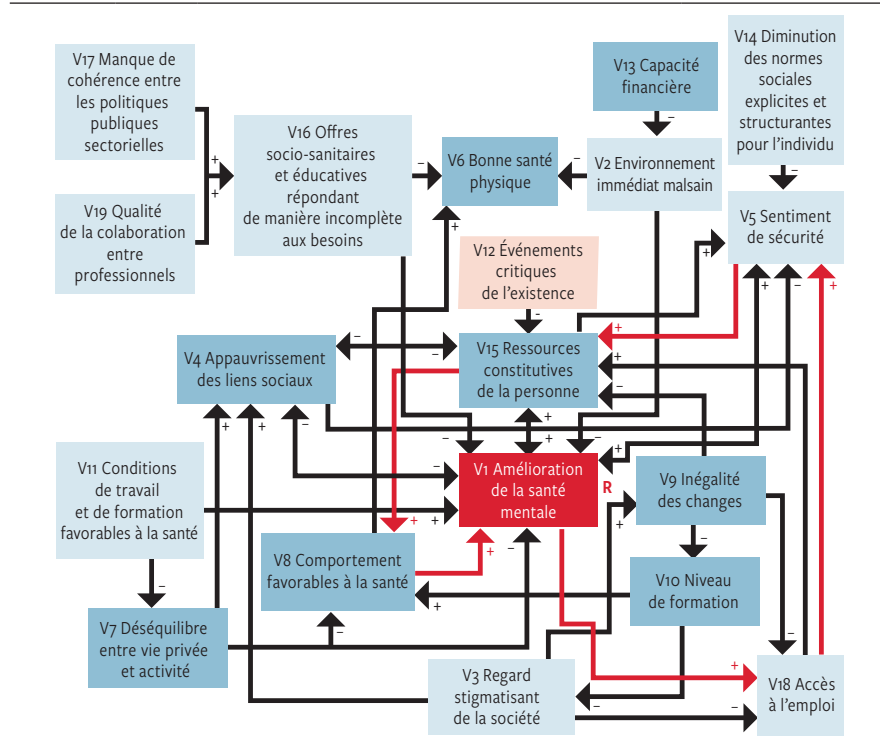 V17 Manque de
cohérence entre
les politiques
publiques
sectorielles
V19 Qualité
de la colaboration
entre
professionnels
V16 Offres
socio-sanitaires
et éducatives
répondant
de manière incomplète
aux besoins
V6 Bonne santé
physique
V13 Capacité
financière
V2 Environnement
immédiat malsain
V14 Diminution
des normes
sociales
explicites et
structurantes
pour l'individu
V5 Sentiment
de sécurité
V12 Événements
critiques
de l'existence
V4 Appauvrissement
des liens sociaux
V15 Ressources
constitutives
de la personne
V11 Conditions
de travail
et de formation
favorables à la santé
V1 Amélioration
de la santé
mentale
R
V9 Inégalité
des changes
V8 Comportement
favorables à la santé
V10 Niveau
de formation
V7 Déséquilibre
entre vie privée
et activité
V3 Regard
stigmatisant
de la société
V18 Accès
à l'emploi